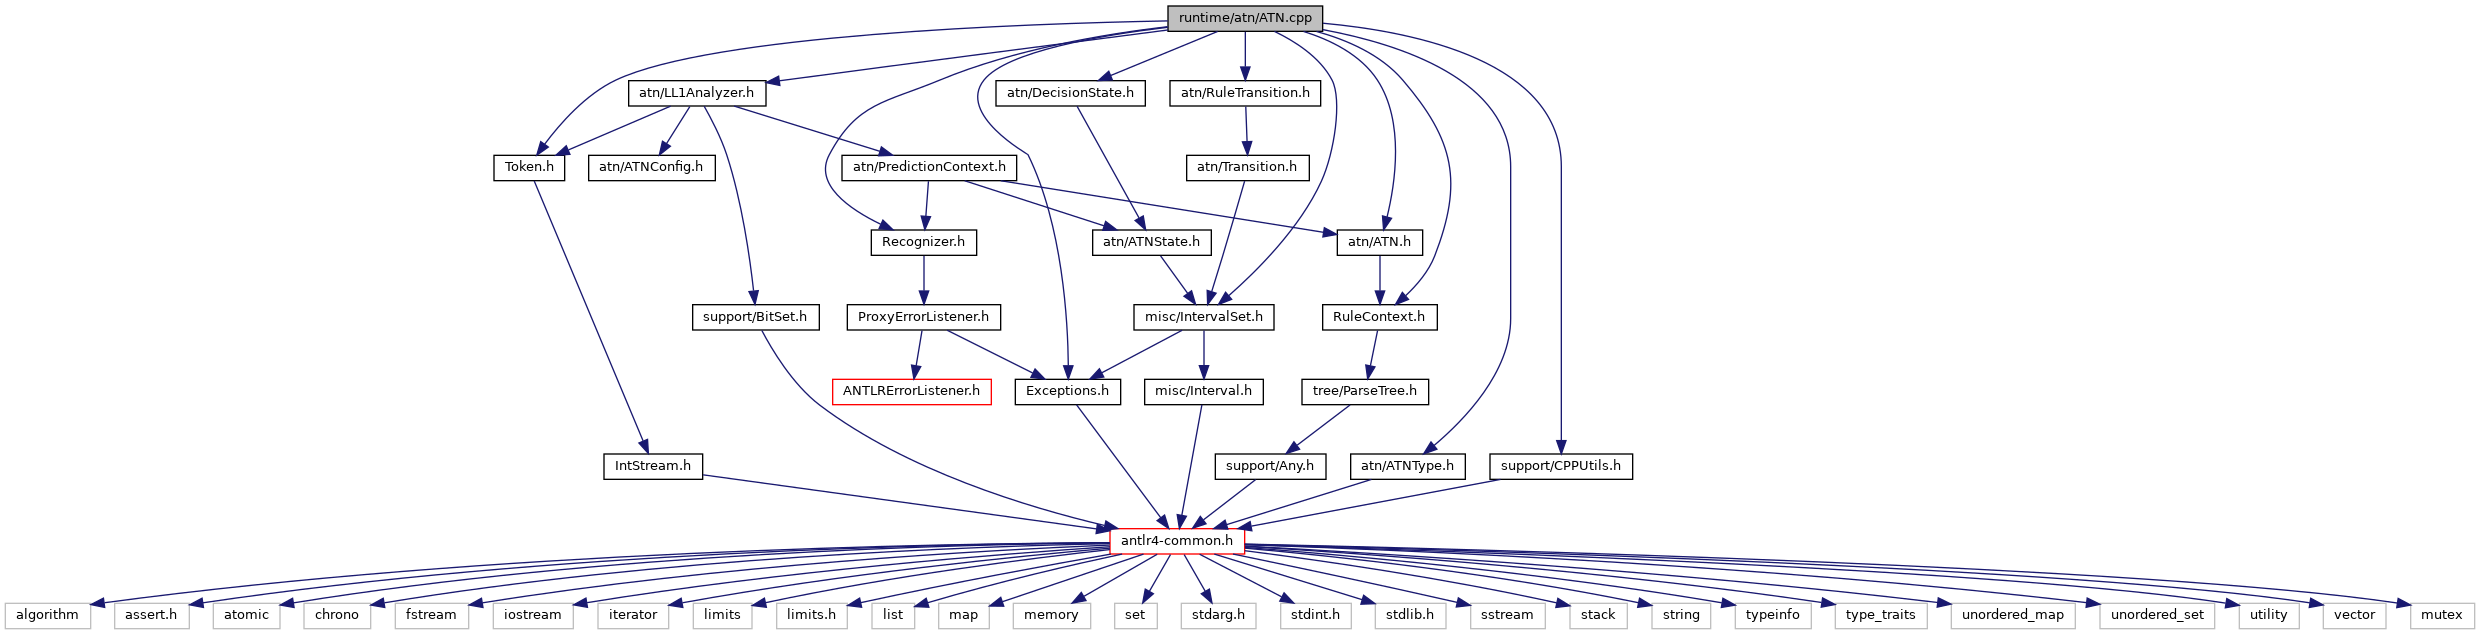 runtime/atn/ATN.cpp
atn/LL1Analyzer.h
atn/DecisionState.h
atn/RuleTransition.h
Token.h
atn/ATNConfig.h
atn/PredictionContext.h
atn/Transition.h
Recognizer.h
atn/ATNState.h
atn/ATN.h
support/BitSet.h
ProxyErrorListener.h
misc/IntervalSet.h
RuleContext.h
ANTLRErrorListener.h
Exceptions.h
misc/Interval.h
tree/ParseTree.h
IntStream.h
support/Any.h
atn/ATNType.h
support/CPPUtils.h
antlr4-common.h
algorithm
assert.h
atomic
chrono
fstream
iostream
iterator
limits
limits.h
list
map
memory
set
stdarg.h
stdint.h
stdlib.h
sstream
stack
string
typeinfo
type_traits
unordered_map
unordered_set
utility
vector
mutex